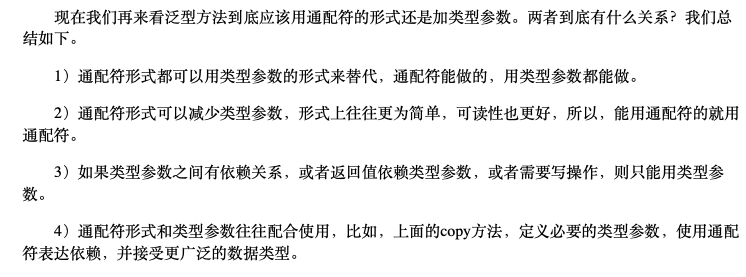 现在我们再来看泛型方法到底应该用通配符的形式还是加类型参数。两者到底有什么关系？我们总
结如下。
1）通配符形式都可以用类型参数的形式来替代，通配符能做的，用类型参数都能做。
2）通配符形式可以减少类型参数，形式上往往更为简单，可读性也更好，所以，能用通配符的就用
通配符。
3）如果类型参数之间有依赖关系，或者返回值依赖类型参数，或者需要写操作，则只能用类型参
数。
4）通配符形式和类型参数往往配合使用，比如，上面的copy方法，定义必要的类型参数，使用通配
符表达依赖，并接受更广泛的数据类型。